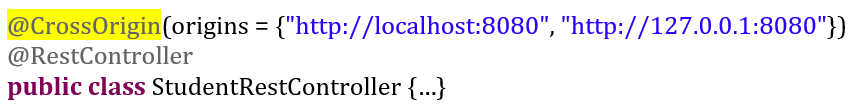 @CrossOrigin(origins = {"http://localhost:8080", "http://127.0.0.1:8080"})
@RestController
public class StudentRestController {…}